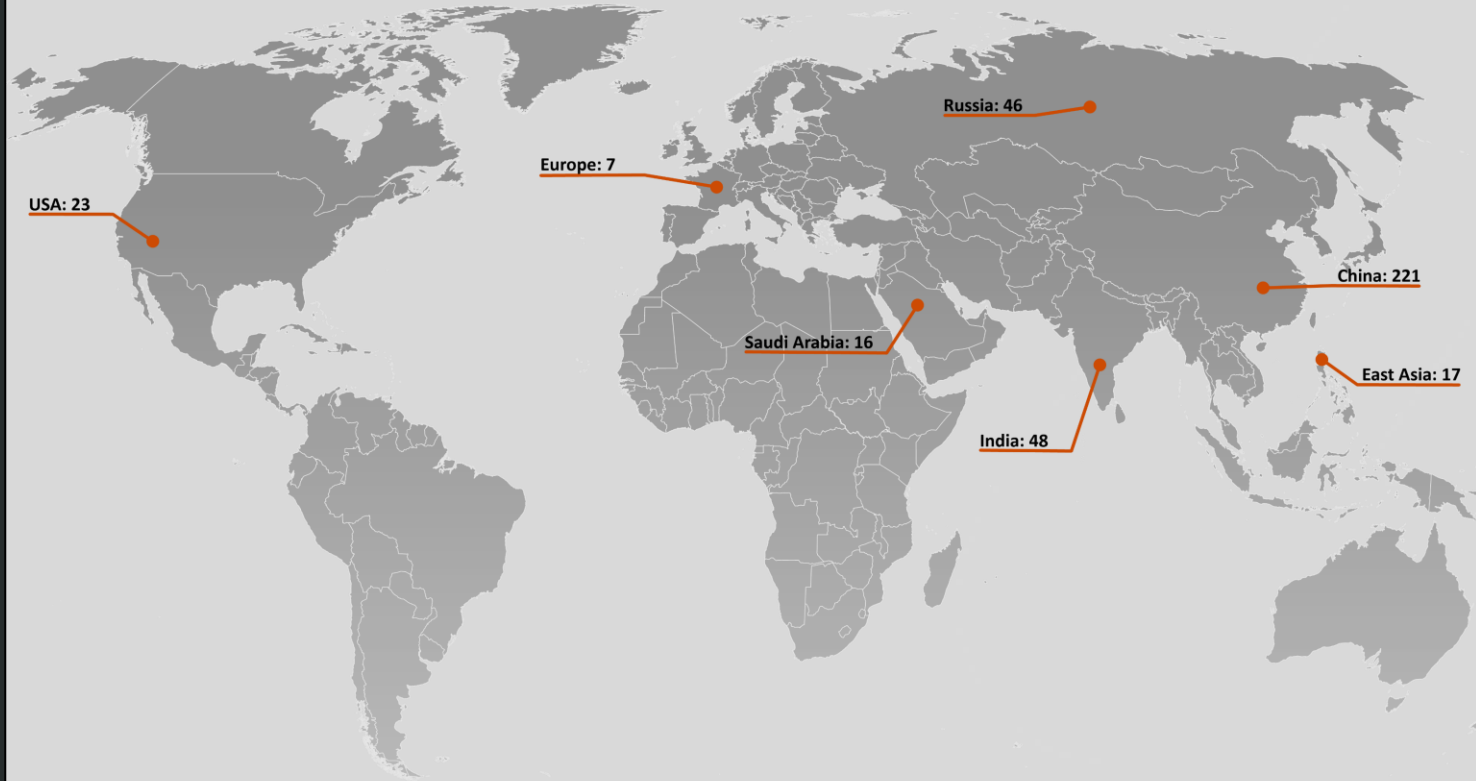 Russia: 46
Europe: 7
USA: 23
China: 221
Saudi Arabia: 16
East Asia: 17
India: 48